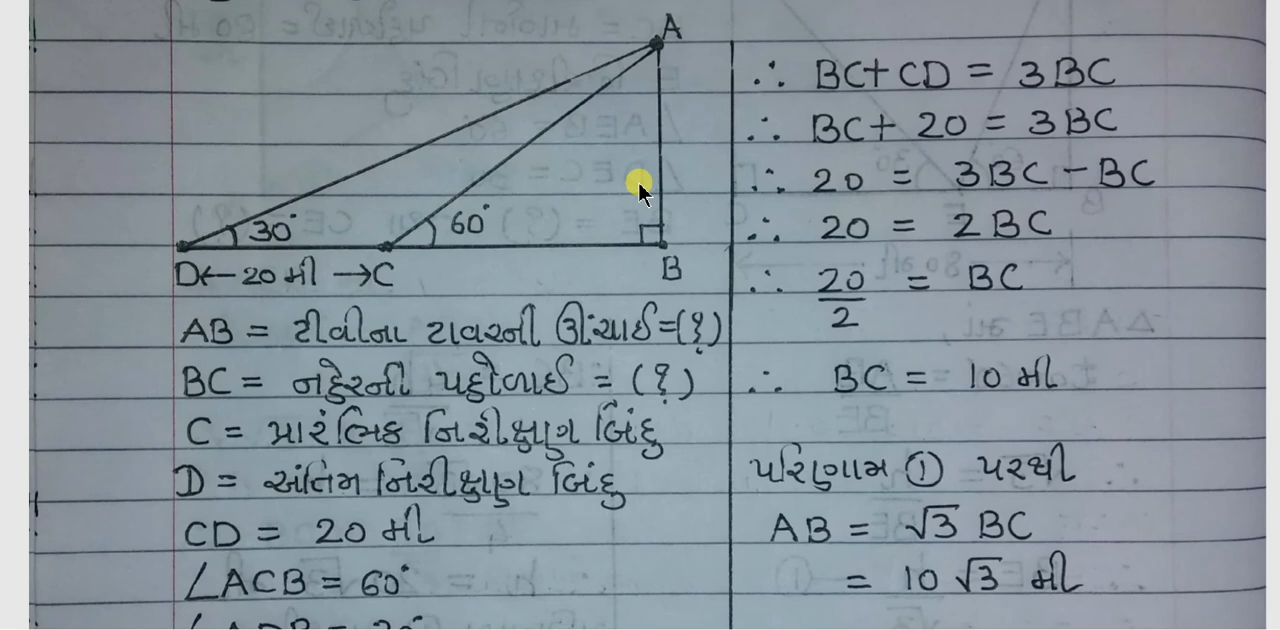 A
30° 60°
D ← 20 મી → C B
AB = ટીવીના ટાવરની ઊંચાઈ = (?)
BC = નહેરની પહોળાઈ = (?)
C = પ્રારંભિક નિરીક્ષણ બિંદુ
D = અંતિમ નિરીક્ષણ બિંદુ
CD = 20 મી
∠ACB = 60°
∴ BC + CD = 3BC
∴ BC + 20 = 3BC
∴ 20 = 3BC - BC
∴ 20 = 2BC
∴ 20/2 = BC
∴ BC = 10 મી
પરિણામ ① પરથી
AB = √3 BC
= 10√3 મી